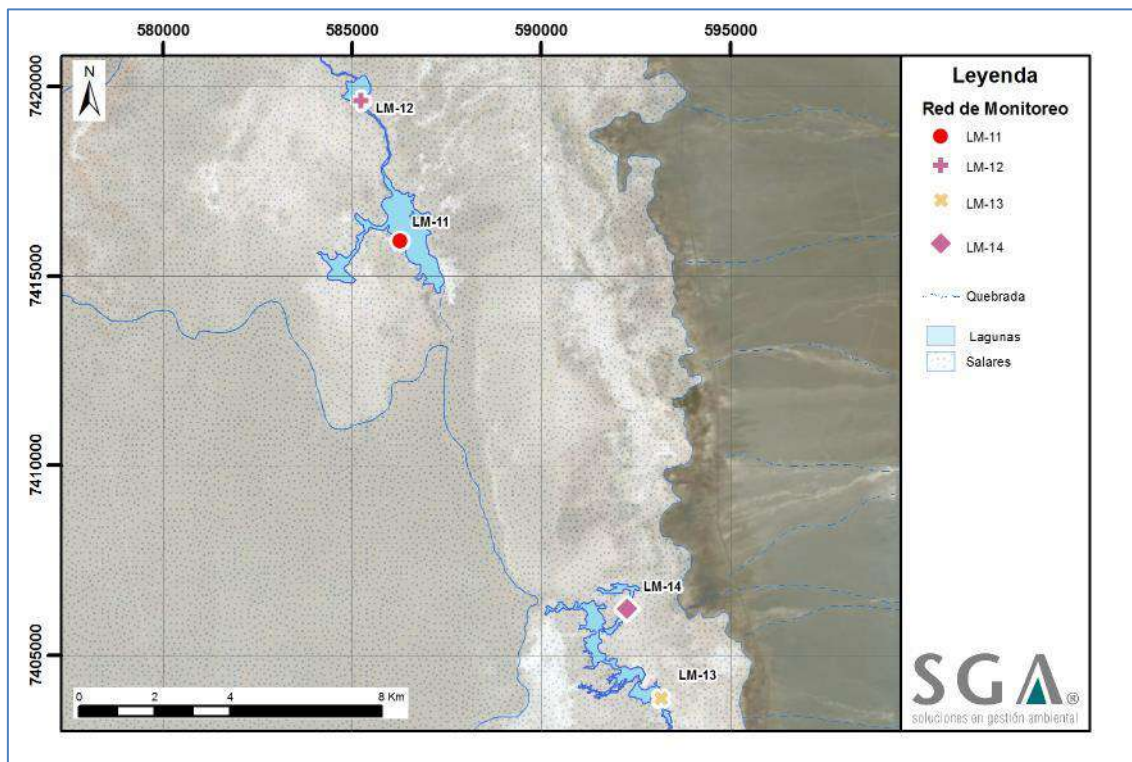 580000
585000
590000
595000
7420000
7415000
7410000
7405000
N
LM-12
LM-11
LM-14
LM-13
0 2 4 8 Km
Leyenda
Red de Monitoreo
LM-11
LM-12
LM-13
LM-14
Quebrada
Lagunas
Salares
SGA®
soluciones en gestión ambiental